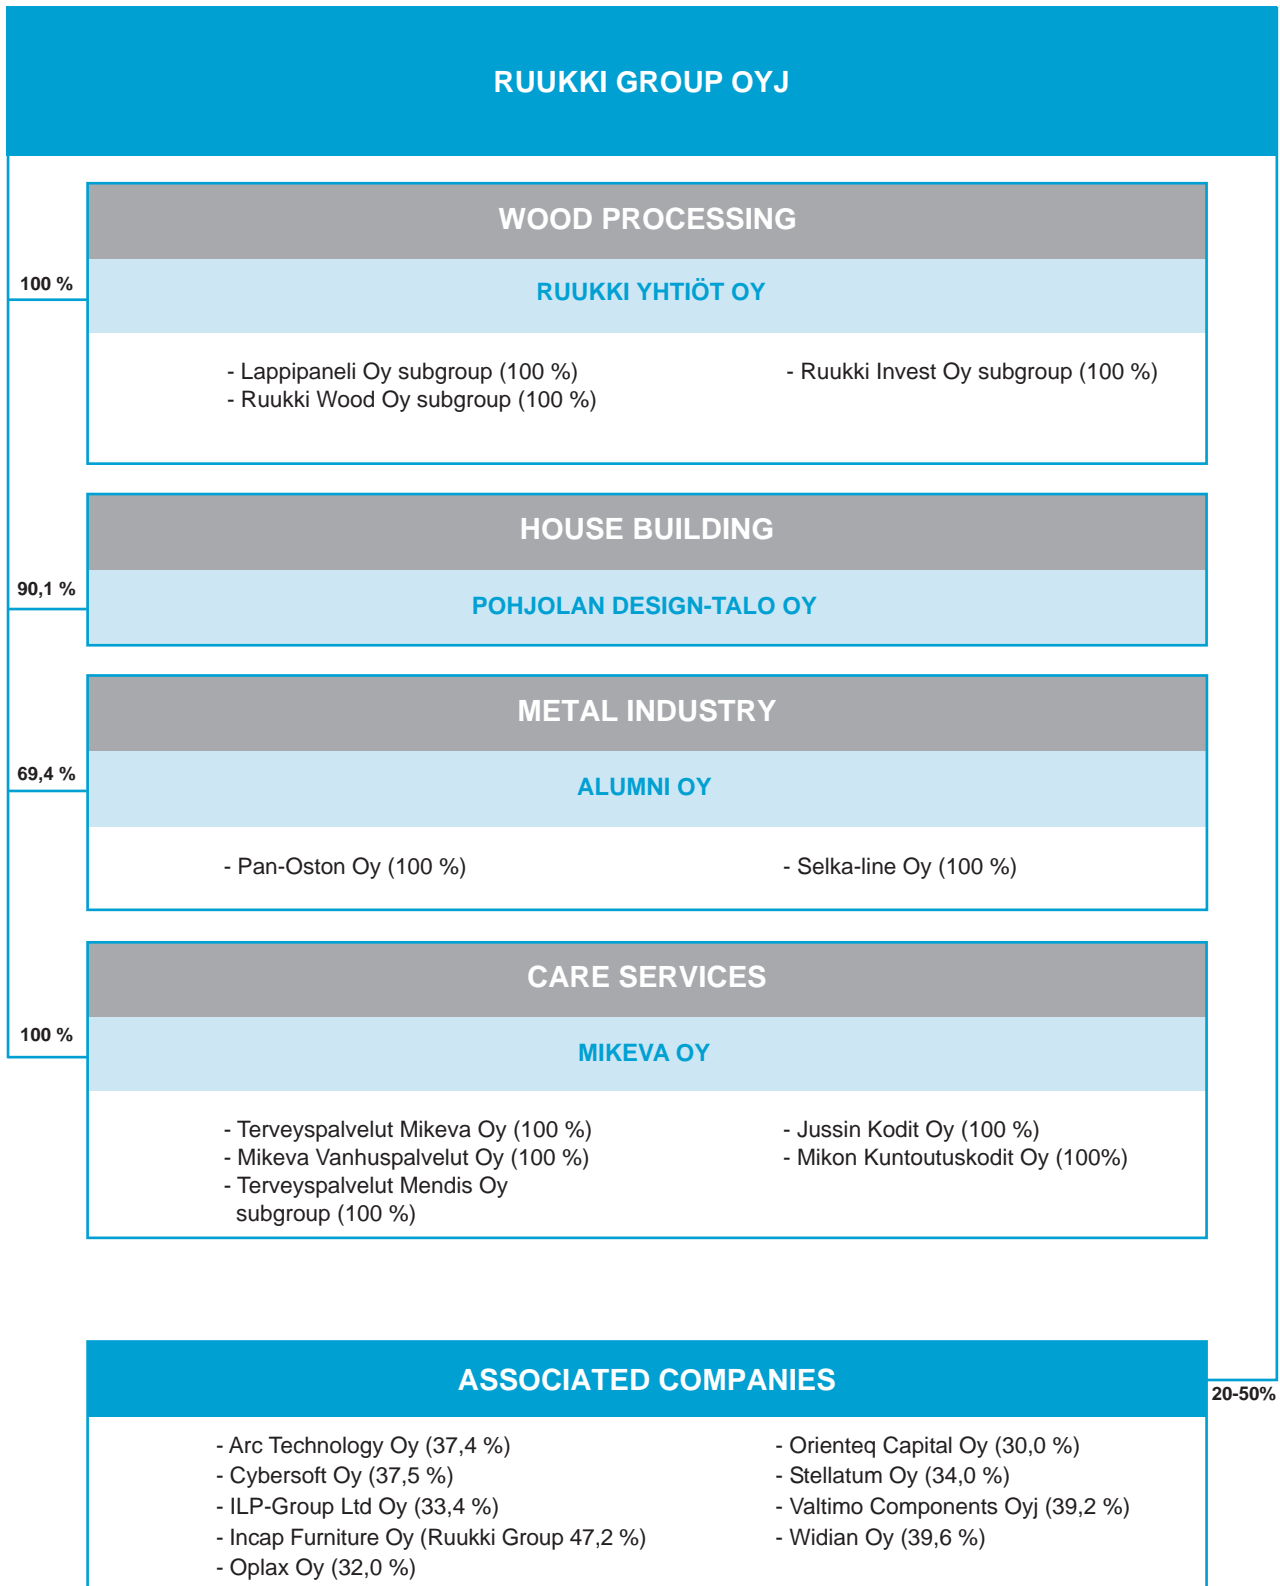 RUUKKI GROUP OYJ
WOOD PROCESSING
100 %
RUUKKI YHTIÖT OY
- Lappipaneli Oy subgroup (100 %)
- Ruukki Wood Oy subgroup (100 %)
- Ruukki Invest Oy subgroup (100 %)
HOUSE BUILDING
90,1 %
POHJOLAN DESIGN-TALO OY
METAL INDUSTRY
69,4 %
ALUMNI OY
- Pan-Oston Oy (100 %)
- Selka-line Oy (100 %)
CARE SERVICES
100 %
MIKEVA OY
- Terveyspalvelut Mikeva Oy (100 %)
- Mikeva Vanhuspalvelut Oy (100 %)
- Terveyspalvelut Mendis Oy
subgroup (100 %)
- Jussin Kodit Oy (100 %)
- Mikon Kuntoutuskodit Oy (100%)
ASSOCIATED COMPANIES
20-50%
- Arc Technology Oy (37,4 %)
- Cybersoft Oy (37,5 %)
- ILP-Group Ltd Oy (33,4 %)
- Incap Furniture Oy (Ruukki Group 47,2 %)
- Oplax Oy (32,0 %)
- Orienteq Capital Oy (30,0 %)
- Stellatum Oy (34,0 %)
- Valtimo Components Oyj (39,2 %)
- Widian Oy (39,6 %)